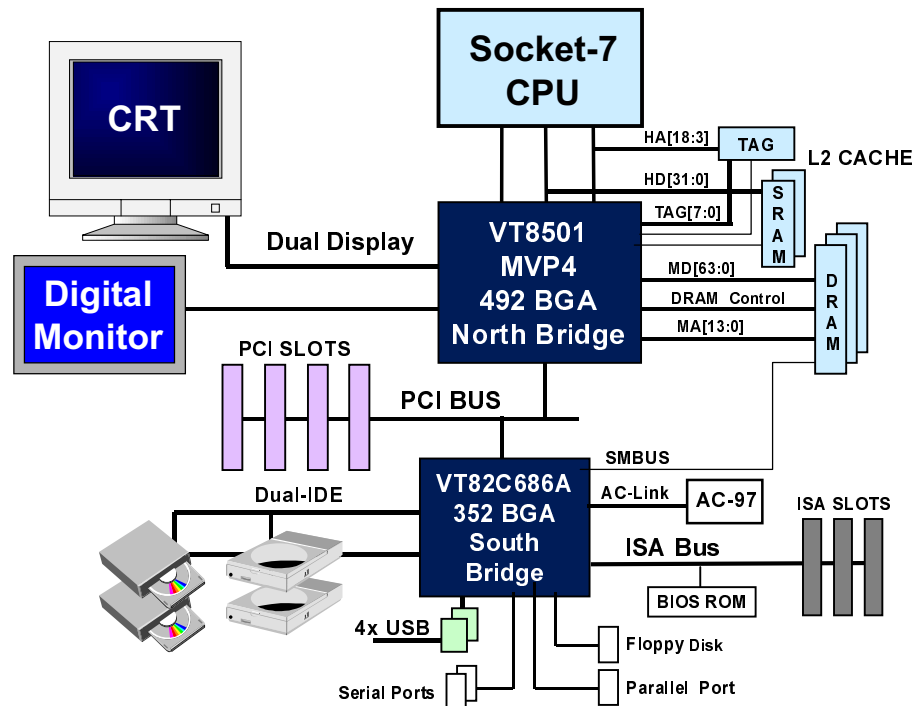 Socket-7
CPU
CRT
HA[18:3]
TAG
L2 CACHE
HD[31:0]
S
R
A
M
TAG[7:0]
Dual Display
VT8501
MVP4
492 BGA
North Bridge
MD[63:0]
DRAM Control
MA[13:0]
D
R
A
M
Digital
Monitor
PCI SLOTS
PCI BUS
SMBUS
Dual-IDE
VT82C686A
352 BGA
South
Bridge
AC-Link
AC-97
ISA SLOTS
ISA Bus
BIOS ROM
4x USB
Floppy Disk
Serial Ports
Parallel Port